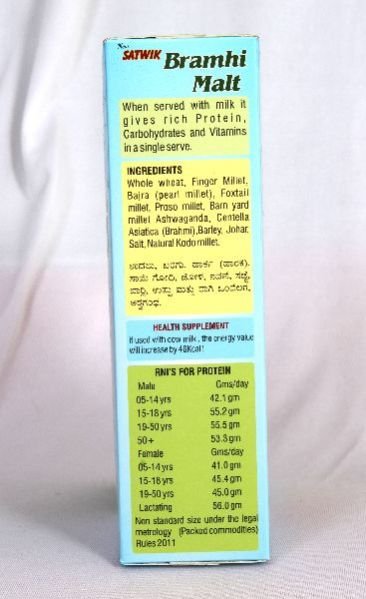 SATWIK Bramhi
Malt
When served with milk it
gives rich Protein,
Carbohydrates and Vitamins
in a single serve.
INGREDIENTS
Whole wheat, Finger Millet,
Bajra (pearl millet), Foxtail
millet, Proso millet, Barn yard
millet Ashwaganda, Centella
Asiatica (Brahmi),Barley, Johar,
Salt, Natural Kodo millet.
HEALTH SUPPLEMENT
If used with cow milk , the energy value
will increase by 48Kcal!
RNI'S FOR PROTEIN
Male Gms/day
05-14 yrs 42.1 gm
15-18 yrs 55.2 gm
19-50 yrs 55.5 gm
50+ 53.3 gm
Female Gms/day
05-14 yrs 41.0 gm
15-18 yrs 45.4 gm
19-50 yrs 45.0 gm
Lactating 56.0 gm
Non standard size under the legal
metrology (Packed commodities)
Rules 2011